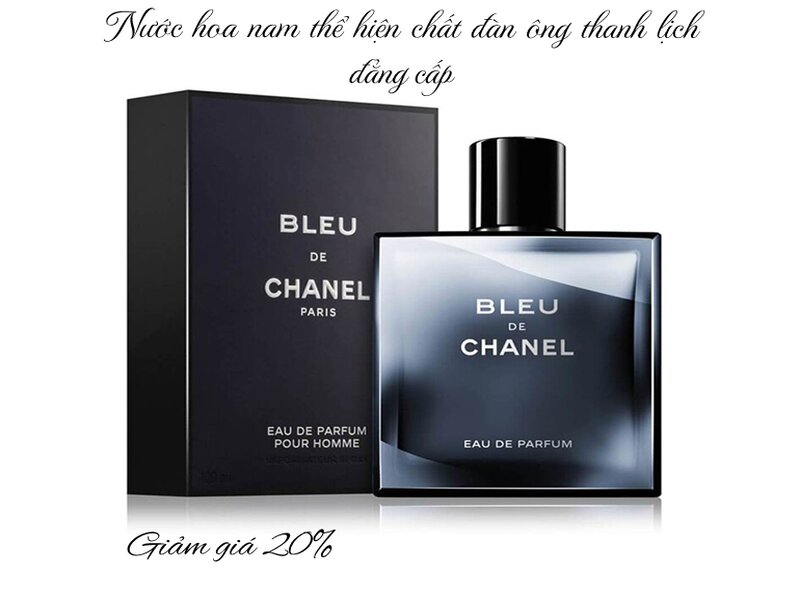 Nước hoa nam thể hiện chất đàn ông thanh lịch
đẳng cấp
BLEU
DE
CHANEL
PARIS
EAU DE PARFUM
POUR HOMME
BLEU
DE
CHANEL
EAU DE PARFUM
Giảm giá 20%